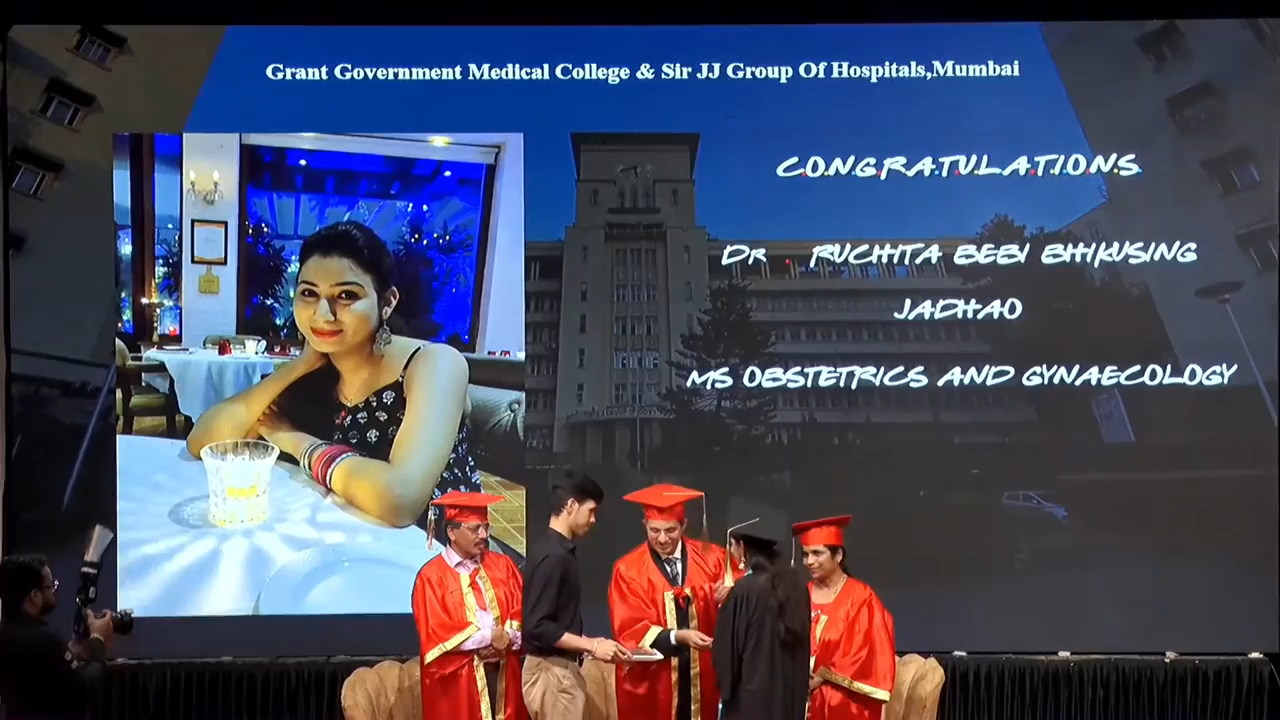 Grant Government Medical College & Sir JJ Group Of Hospitals,Mumbai
C.O.N.G.R.A.T.U.L.A.T.I.O.N.S
DR RUCHITA BEBI BHIKUSING
JADHAO
MS OBSTETRICS AND GYNAECOLOGY